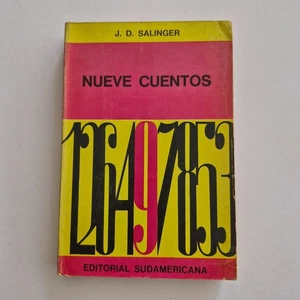 J. D. SALINGER
NUEVE CUENTOS
126497853
EDITORIAL SUDAMERICANA